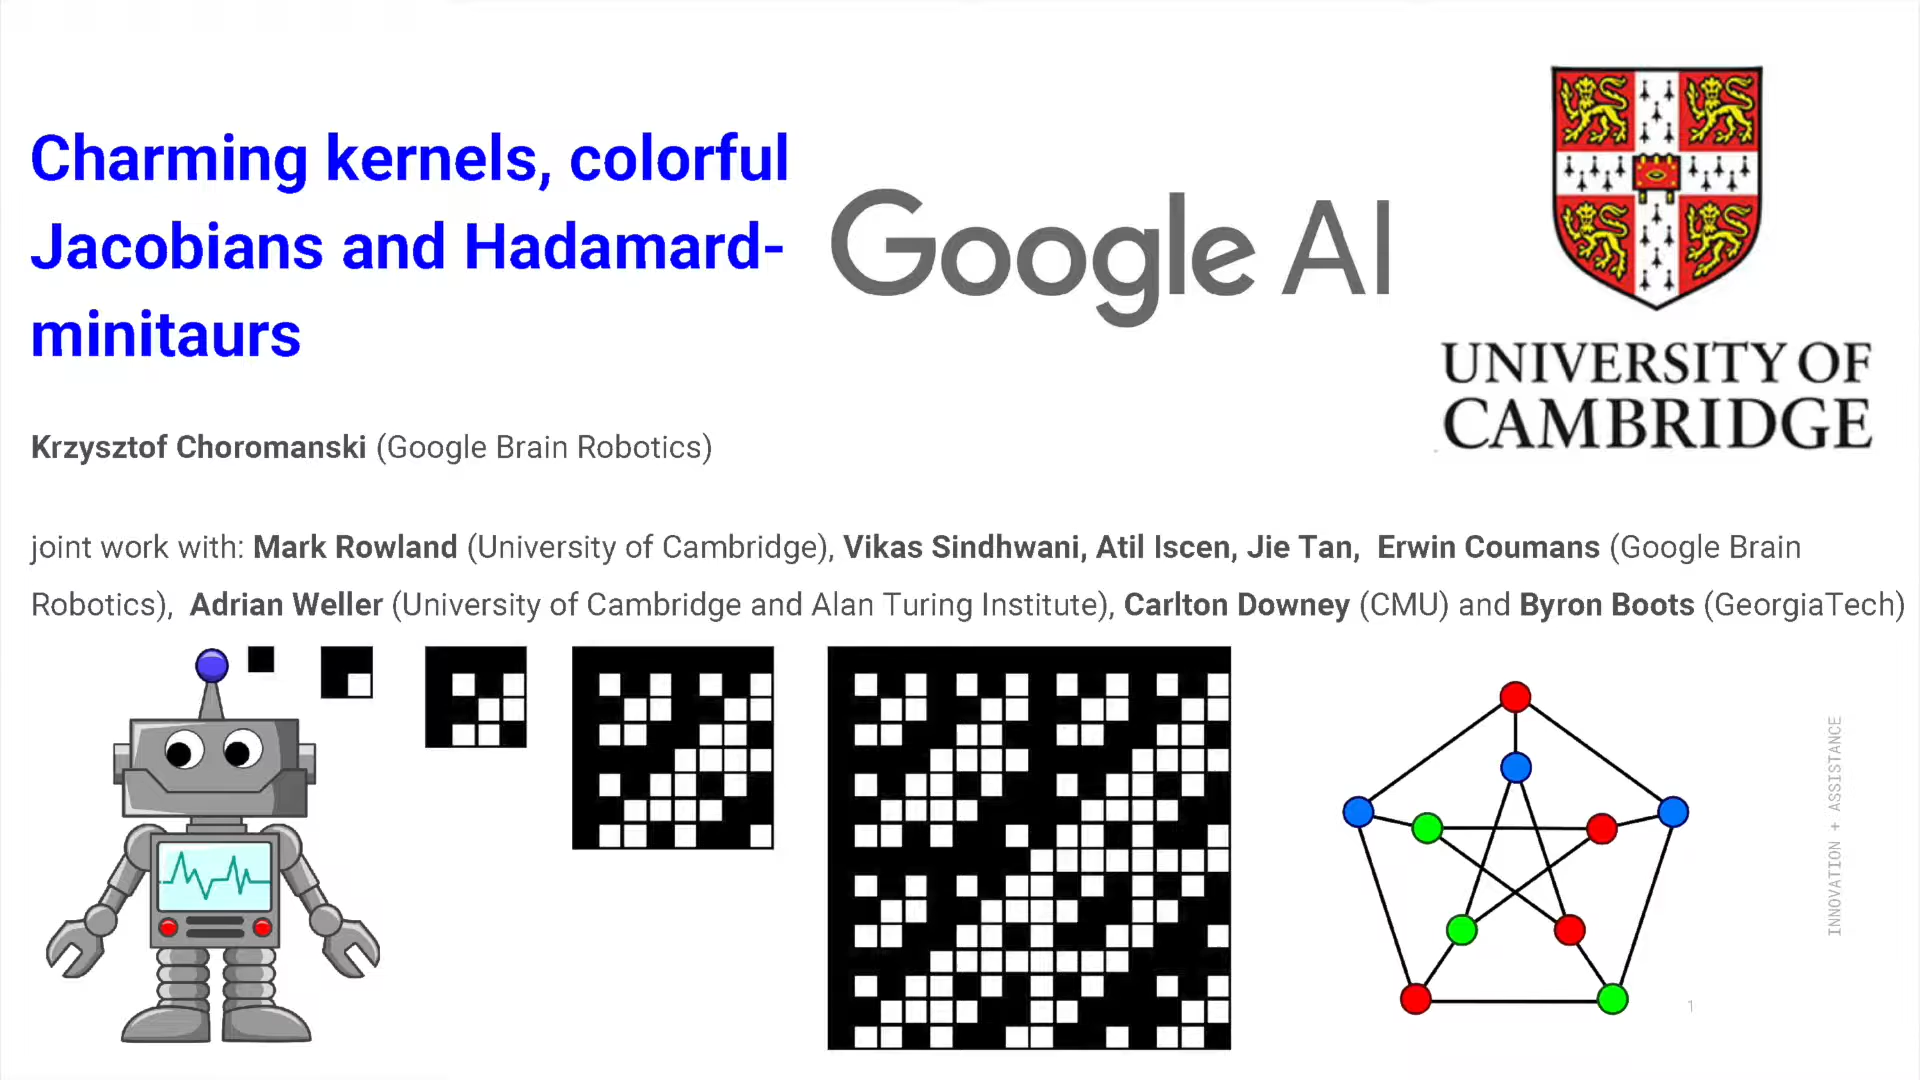 Charming kernels, colorful
Jacobians and Hadamard-
minitaurs
Google AI
UNIVERSITY OF
CAMBRIDGE
Krzysztof Choromanski (Google Brain Robotics)
joint work with: Mark Rowland (University of Cambridge), Vikas Sindhwani, Atil Iscen, Jie Tan, Erwin Coumans (Google Brain
Robotics), Adrian Weller (University of Cambridge and Alan Turing Institute), Carlton Downey (CMU) and Byron Boots (GeorgiaTech)
INNOVATION + ASSISTANCE
1